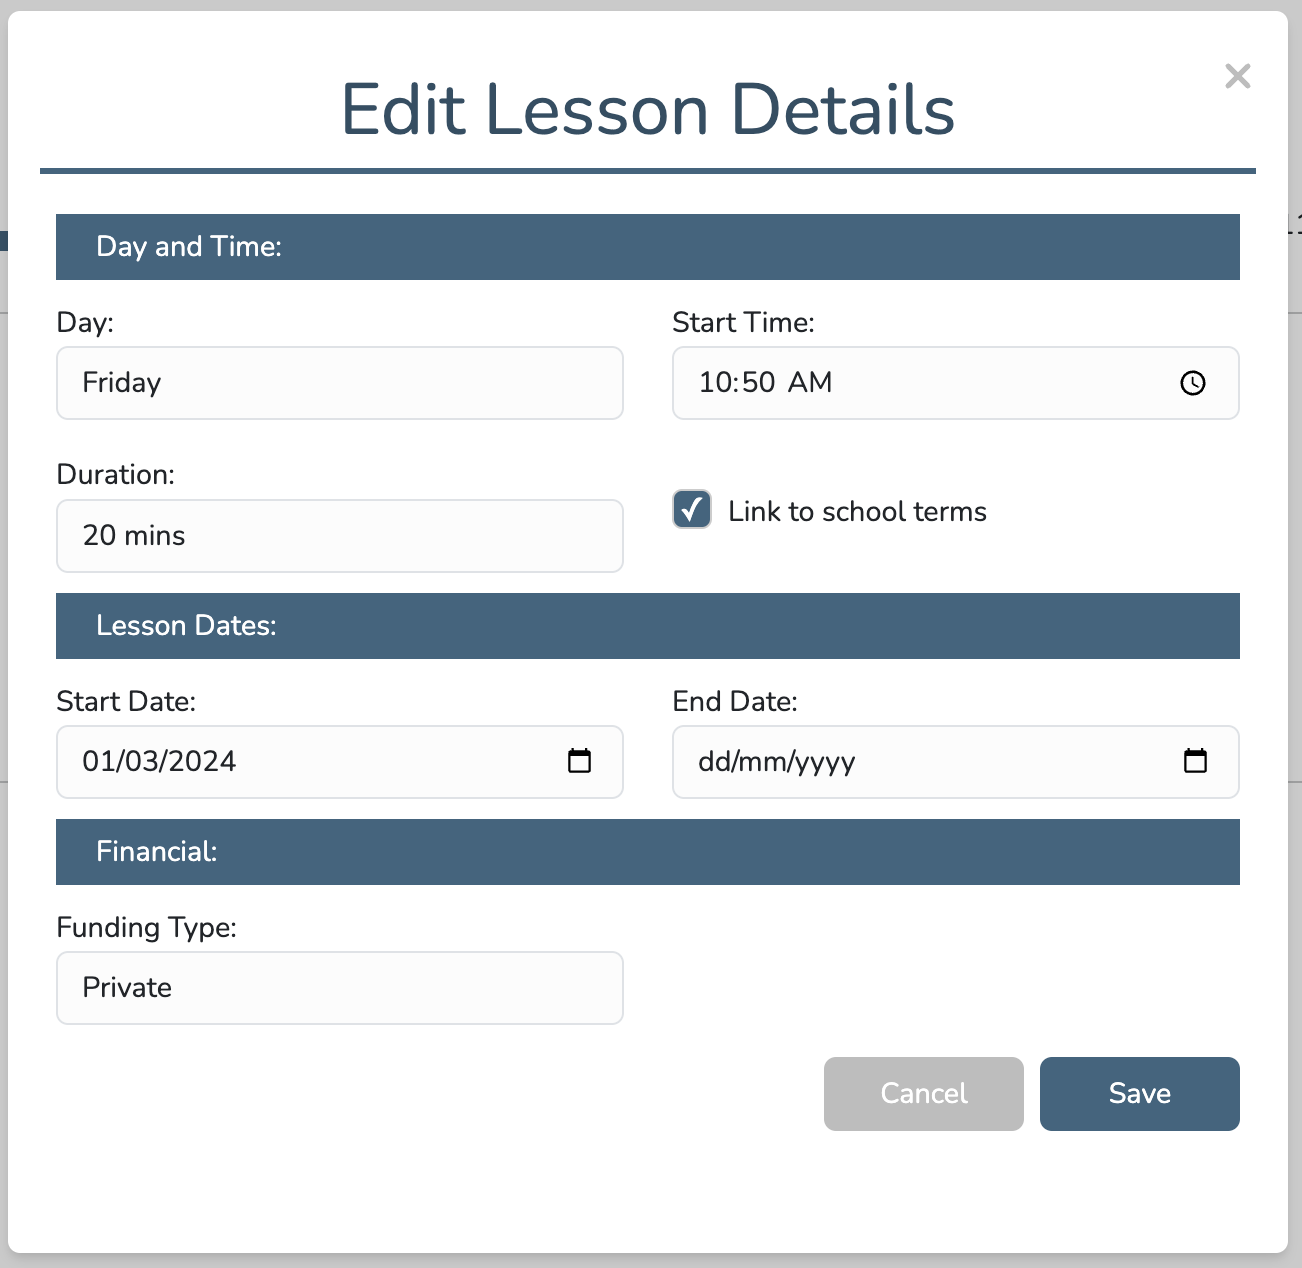 Edit Lesson Details
Day and Time:
Day:
Start Time:
Friday
10:50 AM
Duration:
20 mins
Link to school terms
Lesson Dates:
Start Date:
End Date:
01/03/2024
dd/mm/yyyy
Financial:
Funding Type:
Private
Cancel
Save